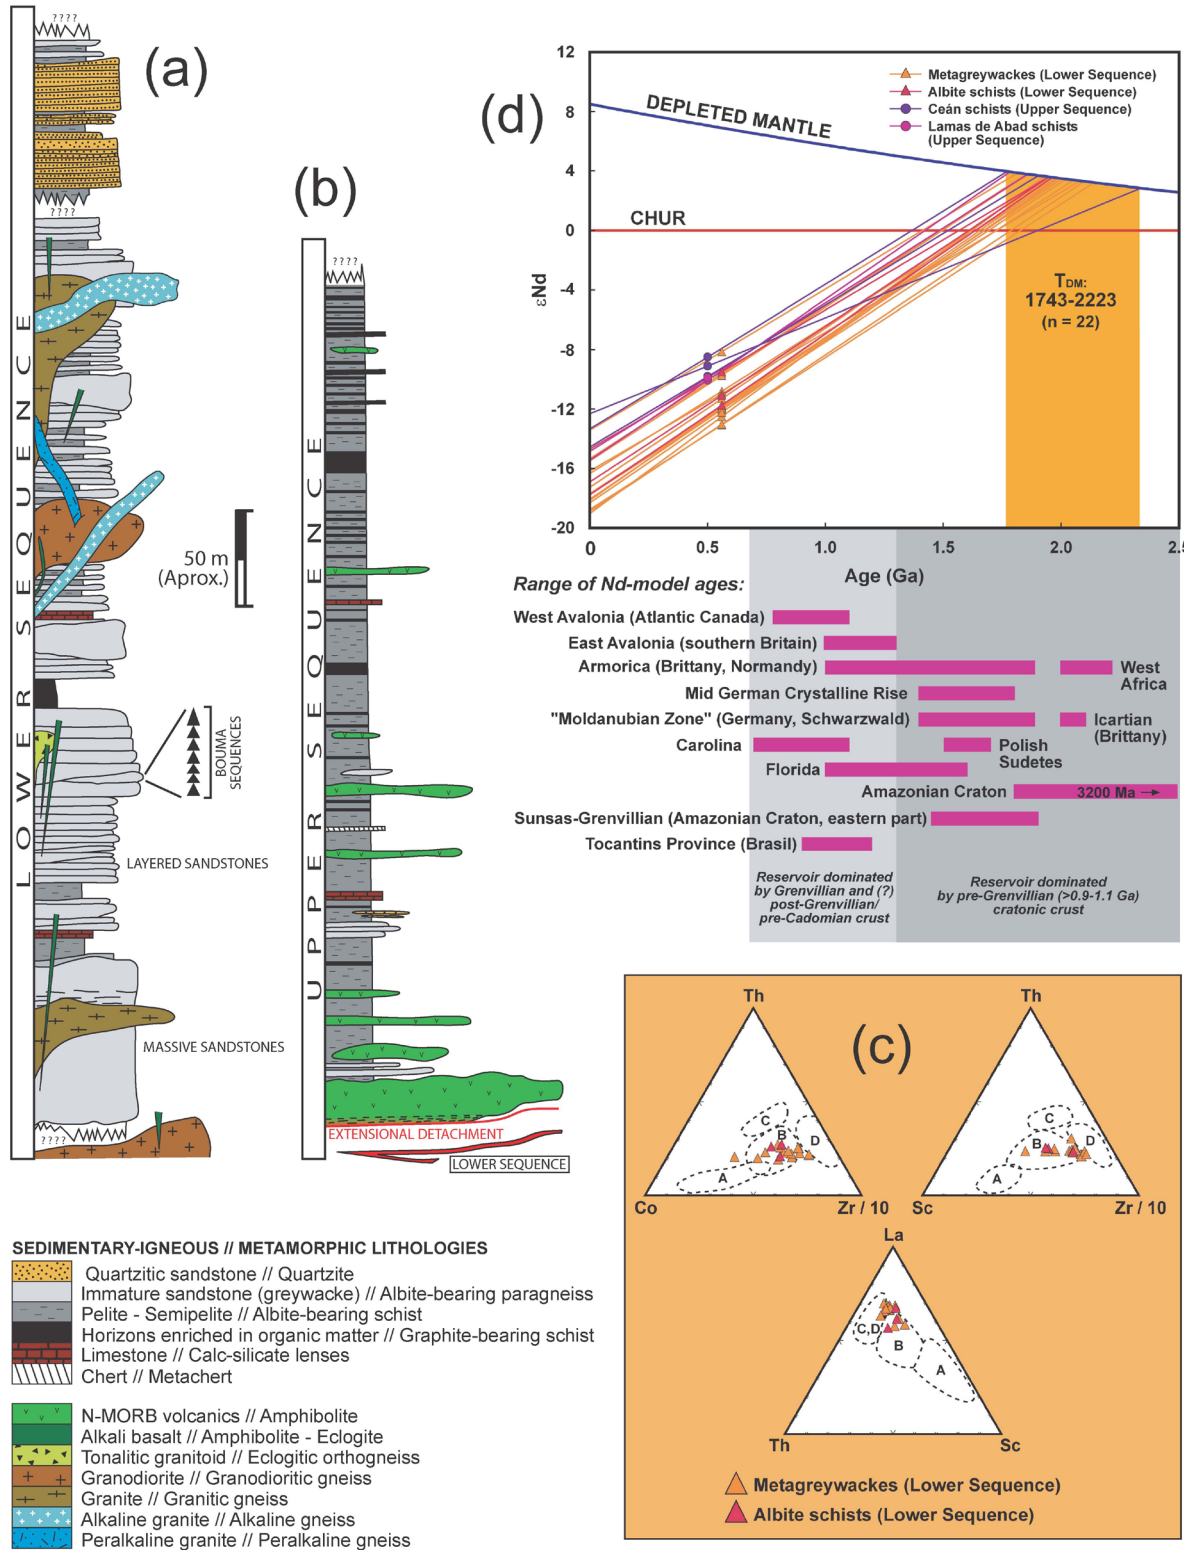 (a)
????
????
L O W E R   S E Q U E N C E
50 m
(Aprox.)
BOUMA
SEQUENCES
LAYERED SANDSTONES
MASSIVE SANDSTONES
????
(b)
????
U P P E R   S E Q U E N C E
EXTENSIONAL DETACHMENT
LOWER SEQUENCE
(d)
12
8
4
0
-4
-8
-12
-16
-20
εNd
Metagreywackes (Lower Sequence)
Albite schists (Lower Sequence)
Ceán schists (Upper Sequence)
Lamas de Abad schists
(Upper Sequence)
DEPLETED MANTLE
CHUR
TDM:
1743-2223
(n = 22)
0
0.5
1.0
1.5
2.0
2.5
Age (Ga)
Range of Nd-model ages:
West Avalonia (Atlantic Canada)
East Avalonia (southern Britain)
Armorica (Brittany, Normandy)
West
Africa
Mid German Crystalline Rise
"Moldanubian Zone" (Germany, Schwarzwald)
Icartian
(Brittany)
Carolina
Polish
Sudetes
Florida
Amazonian Craton
3200 Ma →
Sunsas-Grenvillian (Amazonian Craton, eastern part)
Tocantins Province (Brasil)
Reservoir dominated
by Grenvillian and (?)
post-Grenvillian/
pre-Cadomian crust
Reservoir dominated
by pre-Grenvillian (>0.9-1.1 Ga)
cratonic crust
(c)
Th
C
B
D
A
Co
Zr / 10
Th
C
B
D
A
Sc
Zr / 10
La
C,D
B
A
Th
Sc
Metagreywackes (Lower Sequence)
Albite schists (Lower Sequence)
SEDIMENTARY-IGNEOUS // METAMORPHIC LITHOLOGIES
Quartzitic sandstone // Quartzite
Immature sandstone (greywacke) // Albite-bearing paragneiss
Pelite - Semipelite // Albite-bearing schist
Horizons enriched in organic matter // Graphite-bearing schist
Limestone // Calc-silicate lenses
Chert // Metachert
N-MORB volcanics // Amphibolite
Alkali basalt // Amphibolite - Eclogite
Tonalitic granitoid // Eclogitic orthogneiss
Granodiorite // Granodioritic gneiss
Granite // Granitic gneiss
Alkaline granite // Alkaline gneiss
Peralkaline granite // Peralkaline gneiss